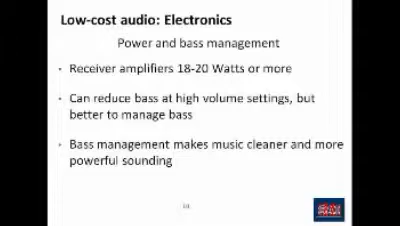 Low-cost audio: Electronics
Power and bass management
• Receiver amplifiers 18-20 Watts or more
• Can reduce bass at high volume settings, but
better to manage bass
• Bass management makes music cleaner and more
powerful sounding